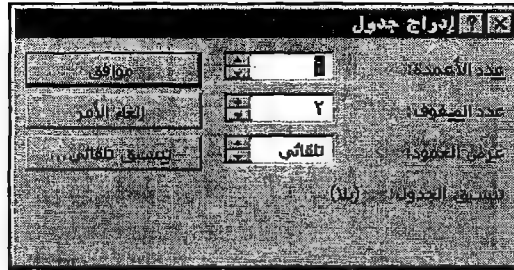 إدراج جدول
عدد الأعمدة: موافق
عدد الصفوف: ٢ إلغاء الأمر
عرض العمود: تلقائي تنسيق تلقائي...
تنسيق الجدول: (بلا)